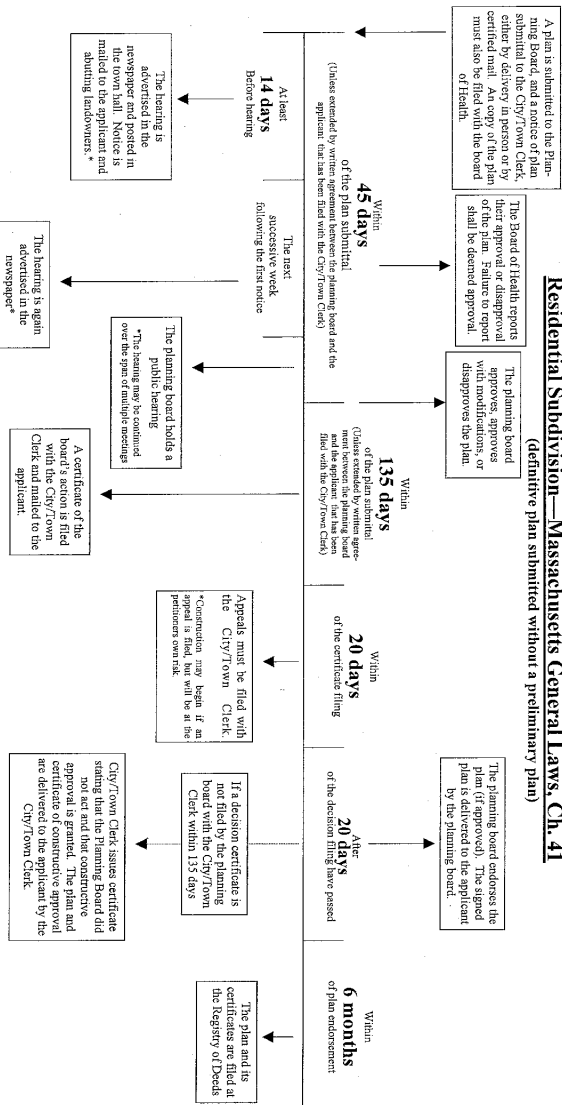 Residential Subdivision—Massachusetts General Laws, Ch. 41
(definitive plan submitted without a preliminary plan)
A plan is submitted to the Plan-
ning Board, and a notice of plan
submittal to the City/Town Clerk,
either by delivery in person or by
certified mail. An copy of the plan
must also be filed with the board
of Health.
The Board of Health reports
their approval or disapproval
of the plan. Failure to report
shall be deemed approval.
The planning board
approves, approves
with modifications, or
disapproves the plan.
The planning board endorses the
plan (if approved). The signed
plan is delivered to the applicant
by the planning board.
Within
45 days
of the plan submittal
(Unless extended by written agreement between the planning board and the
applicant that has been filed with the City/Town Clerk)
Within
135 days
of the plan submittal
(Unless extended by written agree-
ment between the planning board
and the applicant that has been
filed with the City/Town Clerk)
Within
20 days
of the certificate filing
After
20 days
of the decision filing have passed
Within
6 months
of plan endorsement
At least
14 days
Before hearing
The next
successive week
following the first notice
The hearing is
advertised in the
newspaper and posted in
the town hall. Notice is
mailed to the applicant and
abutting landowners.*
The hearing is again
advertised in the
newspaper*
The planning board holds a
public hearing
*The hearing may be continued
over the span of multiple meetings
A certificate of the
board's action is filed
with the City/Town
Clerk and mailed to the
applicant.
Appeals must be filed with
the City/Town Clerk.
*Construction may begin if an
appeal is filed, but will be at the
petitioners own risk.
If a decision certificate is
not filed by the planning
board with the City/Town
Clerk within 135 days
City/Town Clerk issues certificate
stating that the Planning Board did
not act and that constructive
approval is granted. The plan and
certificate of constructive approval
are delivered to the applicant by the
City/Town Clerk.
The plan and its
certificates are filed at
the Registry of Deeds